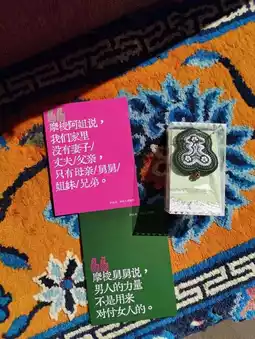 摩梭阿姐说，
我们家里
没有妻子/
丈夫/父亲，
只有母亲/舅舅/
姐妹/兄弟。
摩梭舅舅说，
男人的力量
不是用来
对付女人的。